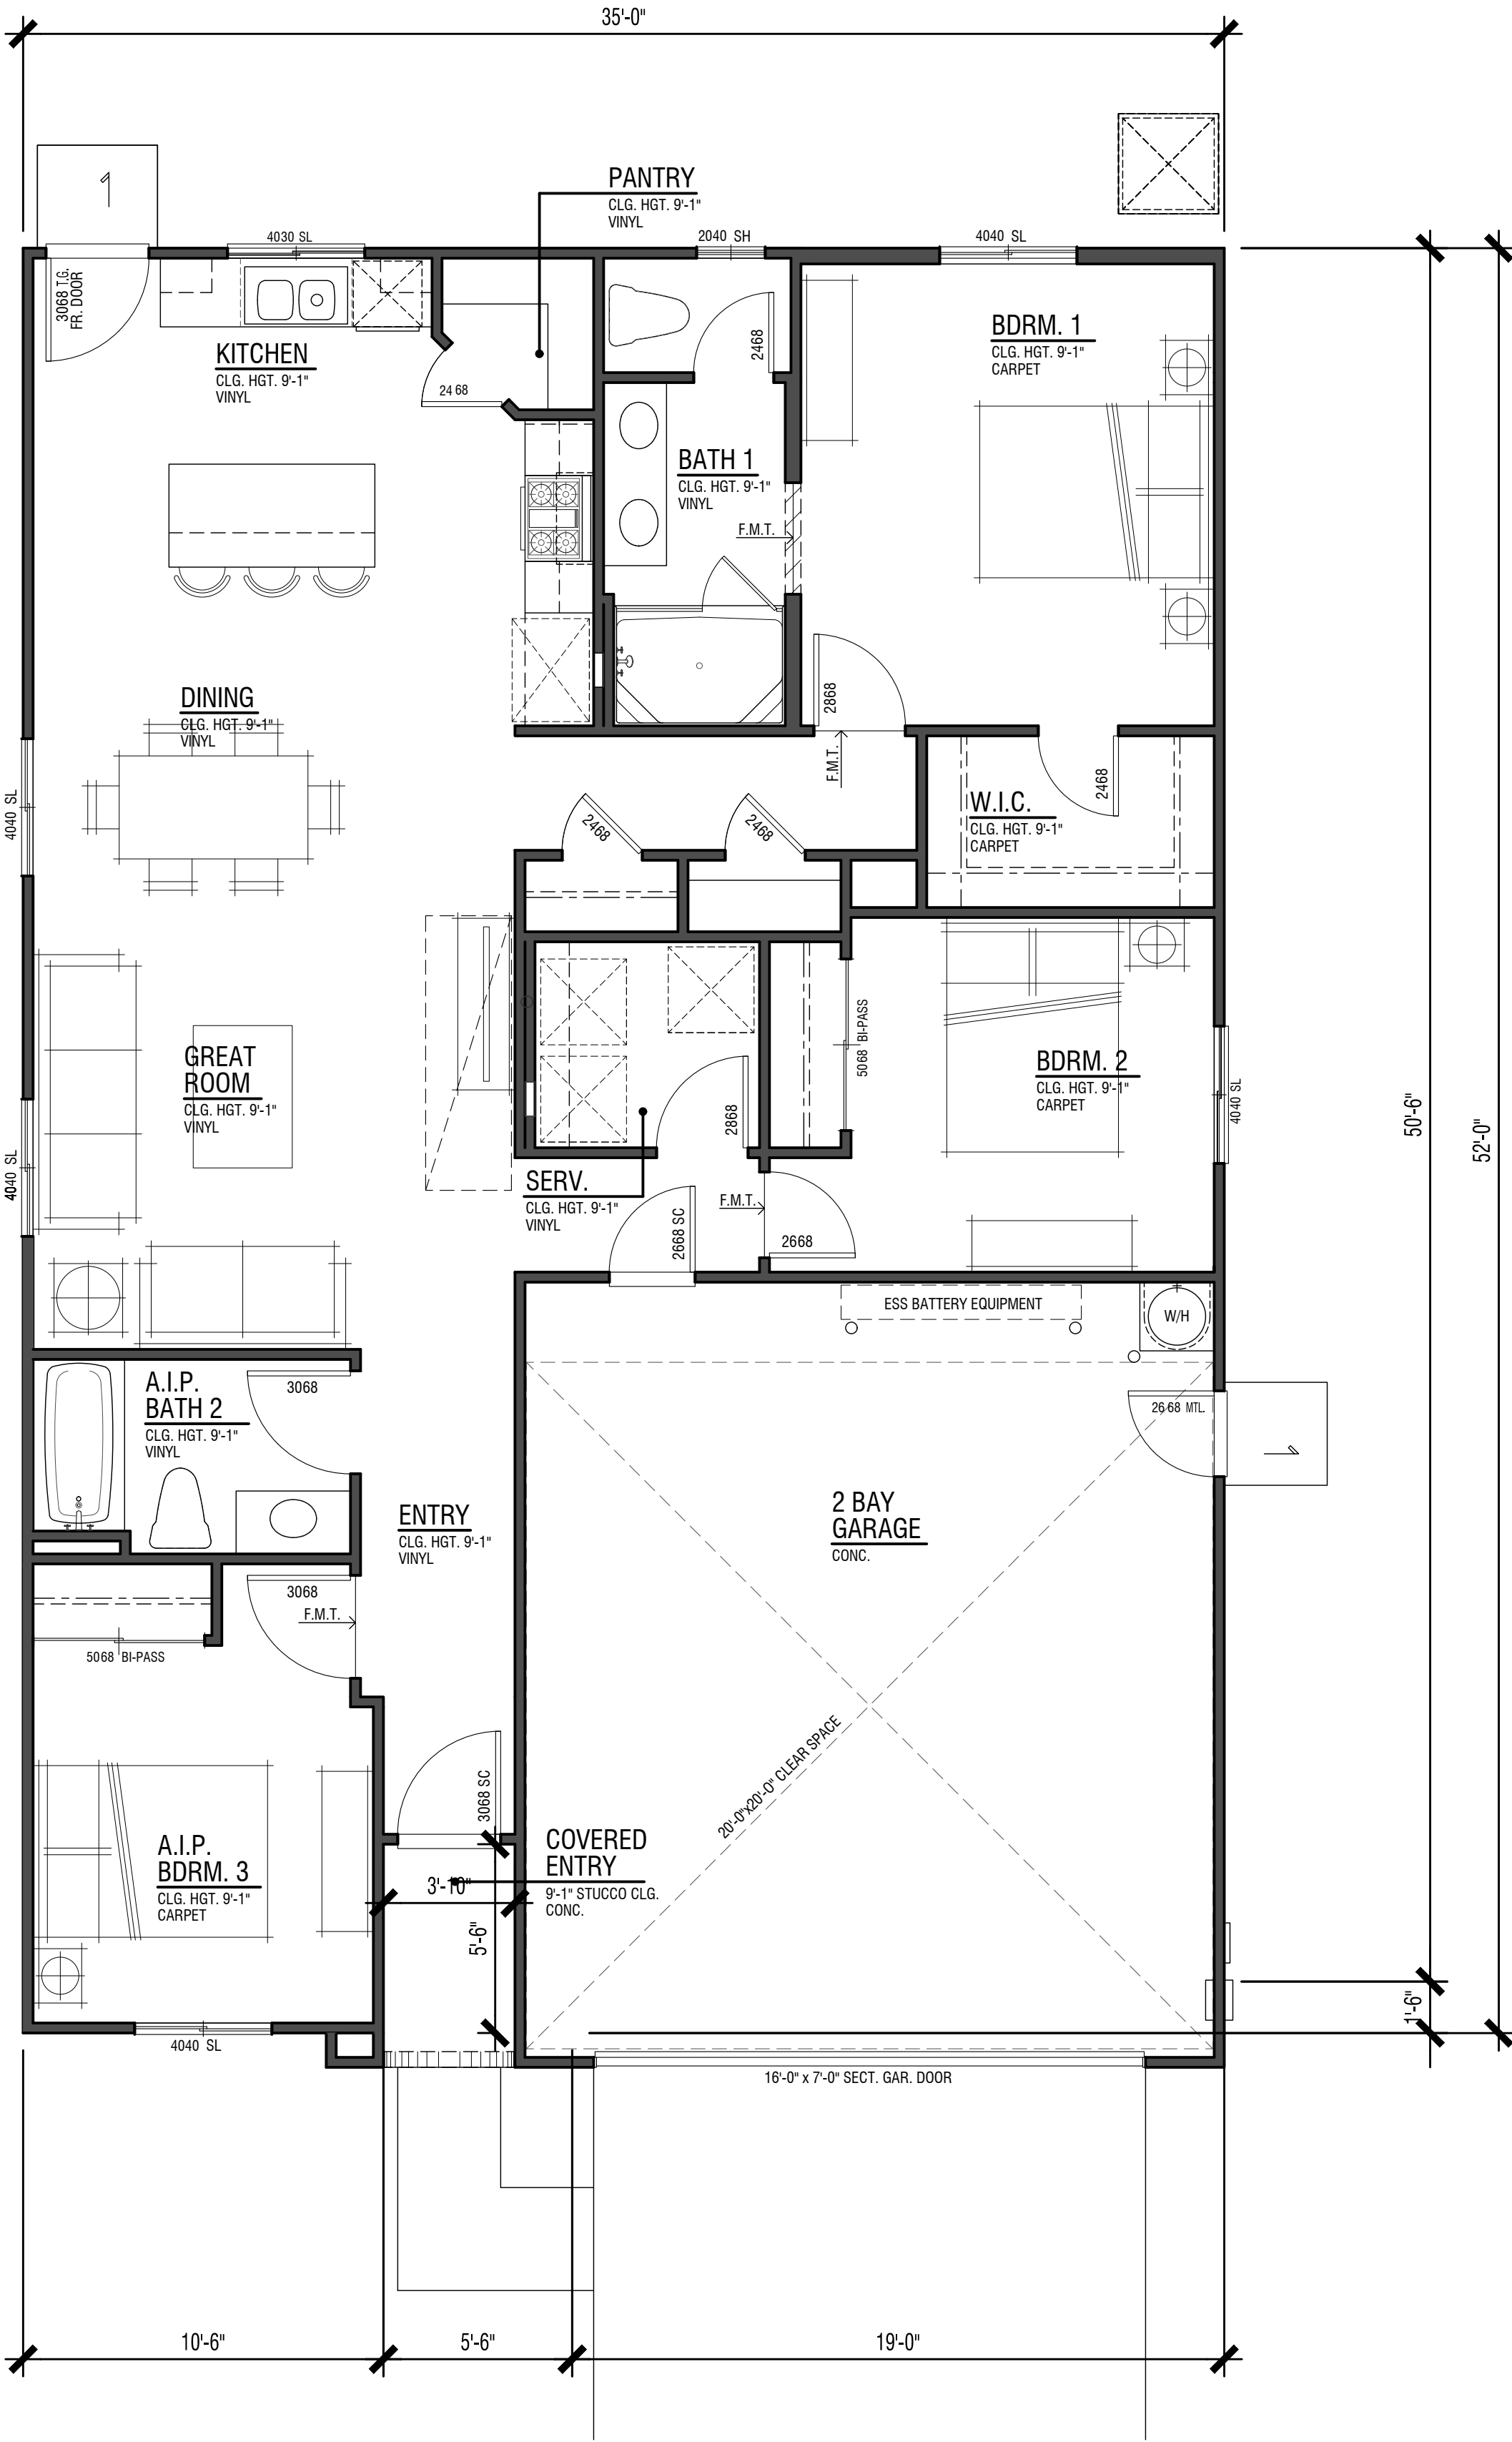 35'-0"
1
PANTRY
CLG. HGT. 9'-1"
VINYL
4030 SL
2040 SH
4040 SL
3068 T.G.
FR. DOOR
KITCHEN
CLG. HGT. 9'-1"
VINYL
2468
2468
BDRM. 1
CLG. HGT. 9'-1"
CARPET
BATH 1
CLG. HGT. 9'-1"
VINYL
F.M.T.
DINING
CLG. HGT. 9'-1"
VINYL
2868
F.M.T.
4040 SL
2468
2468
W.I.C.
CLG. HGT. 9'-1"
CARPET
2468
GREAT
ROOM
CLG. HGT. 9'-1"
VINYL
4040 SL
5068 BI-PASS
BDRM. 2
CLG. HGT. 9'-1"
CARPET
4040 SL
50'-6"
52'-0"
2868
SERV.
CLG. HGT. 9'-1"
VINYL
F.M.T.
2668 SC
2668
ESS BATTERY EQUIPMENT
W/H
A.I.P.
BATH 2
CLG. HGT. 9'-1"
VINYL
3068
2668 MTL.
1
ENTRY
CLG. HGT. 9'-1"
VINYL
2 BAY
GARAGE
CONC.
3068
F.M.T.
5068 BI-PASS
20'-0"x20'-0" CLEAR SPACE
3068 SC
A.I.P.
BDRM. 3
CLG. HGT. 9'-1"
CARPET
COVERED
ENTRY
9'-1" STUCCO CLG.
CONC.
3'-10"
5'-6"
1'-6"
4040 SL
16'-0" x 7'-0" SECT. GAR. DOOR
10'-6"
5'-6"
19'-0"